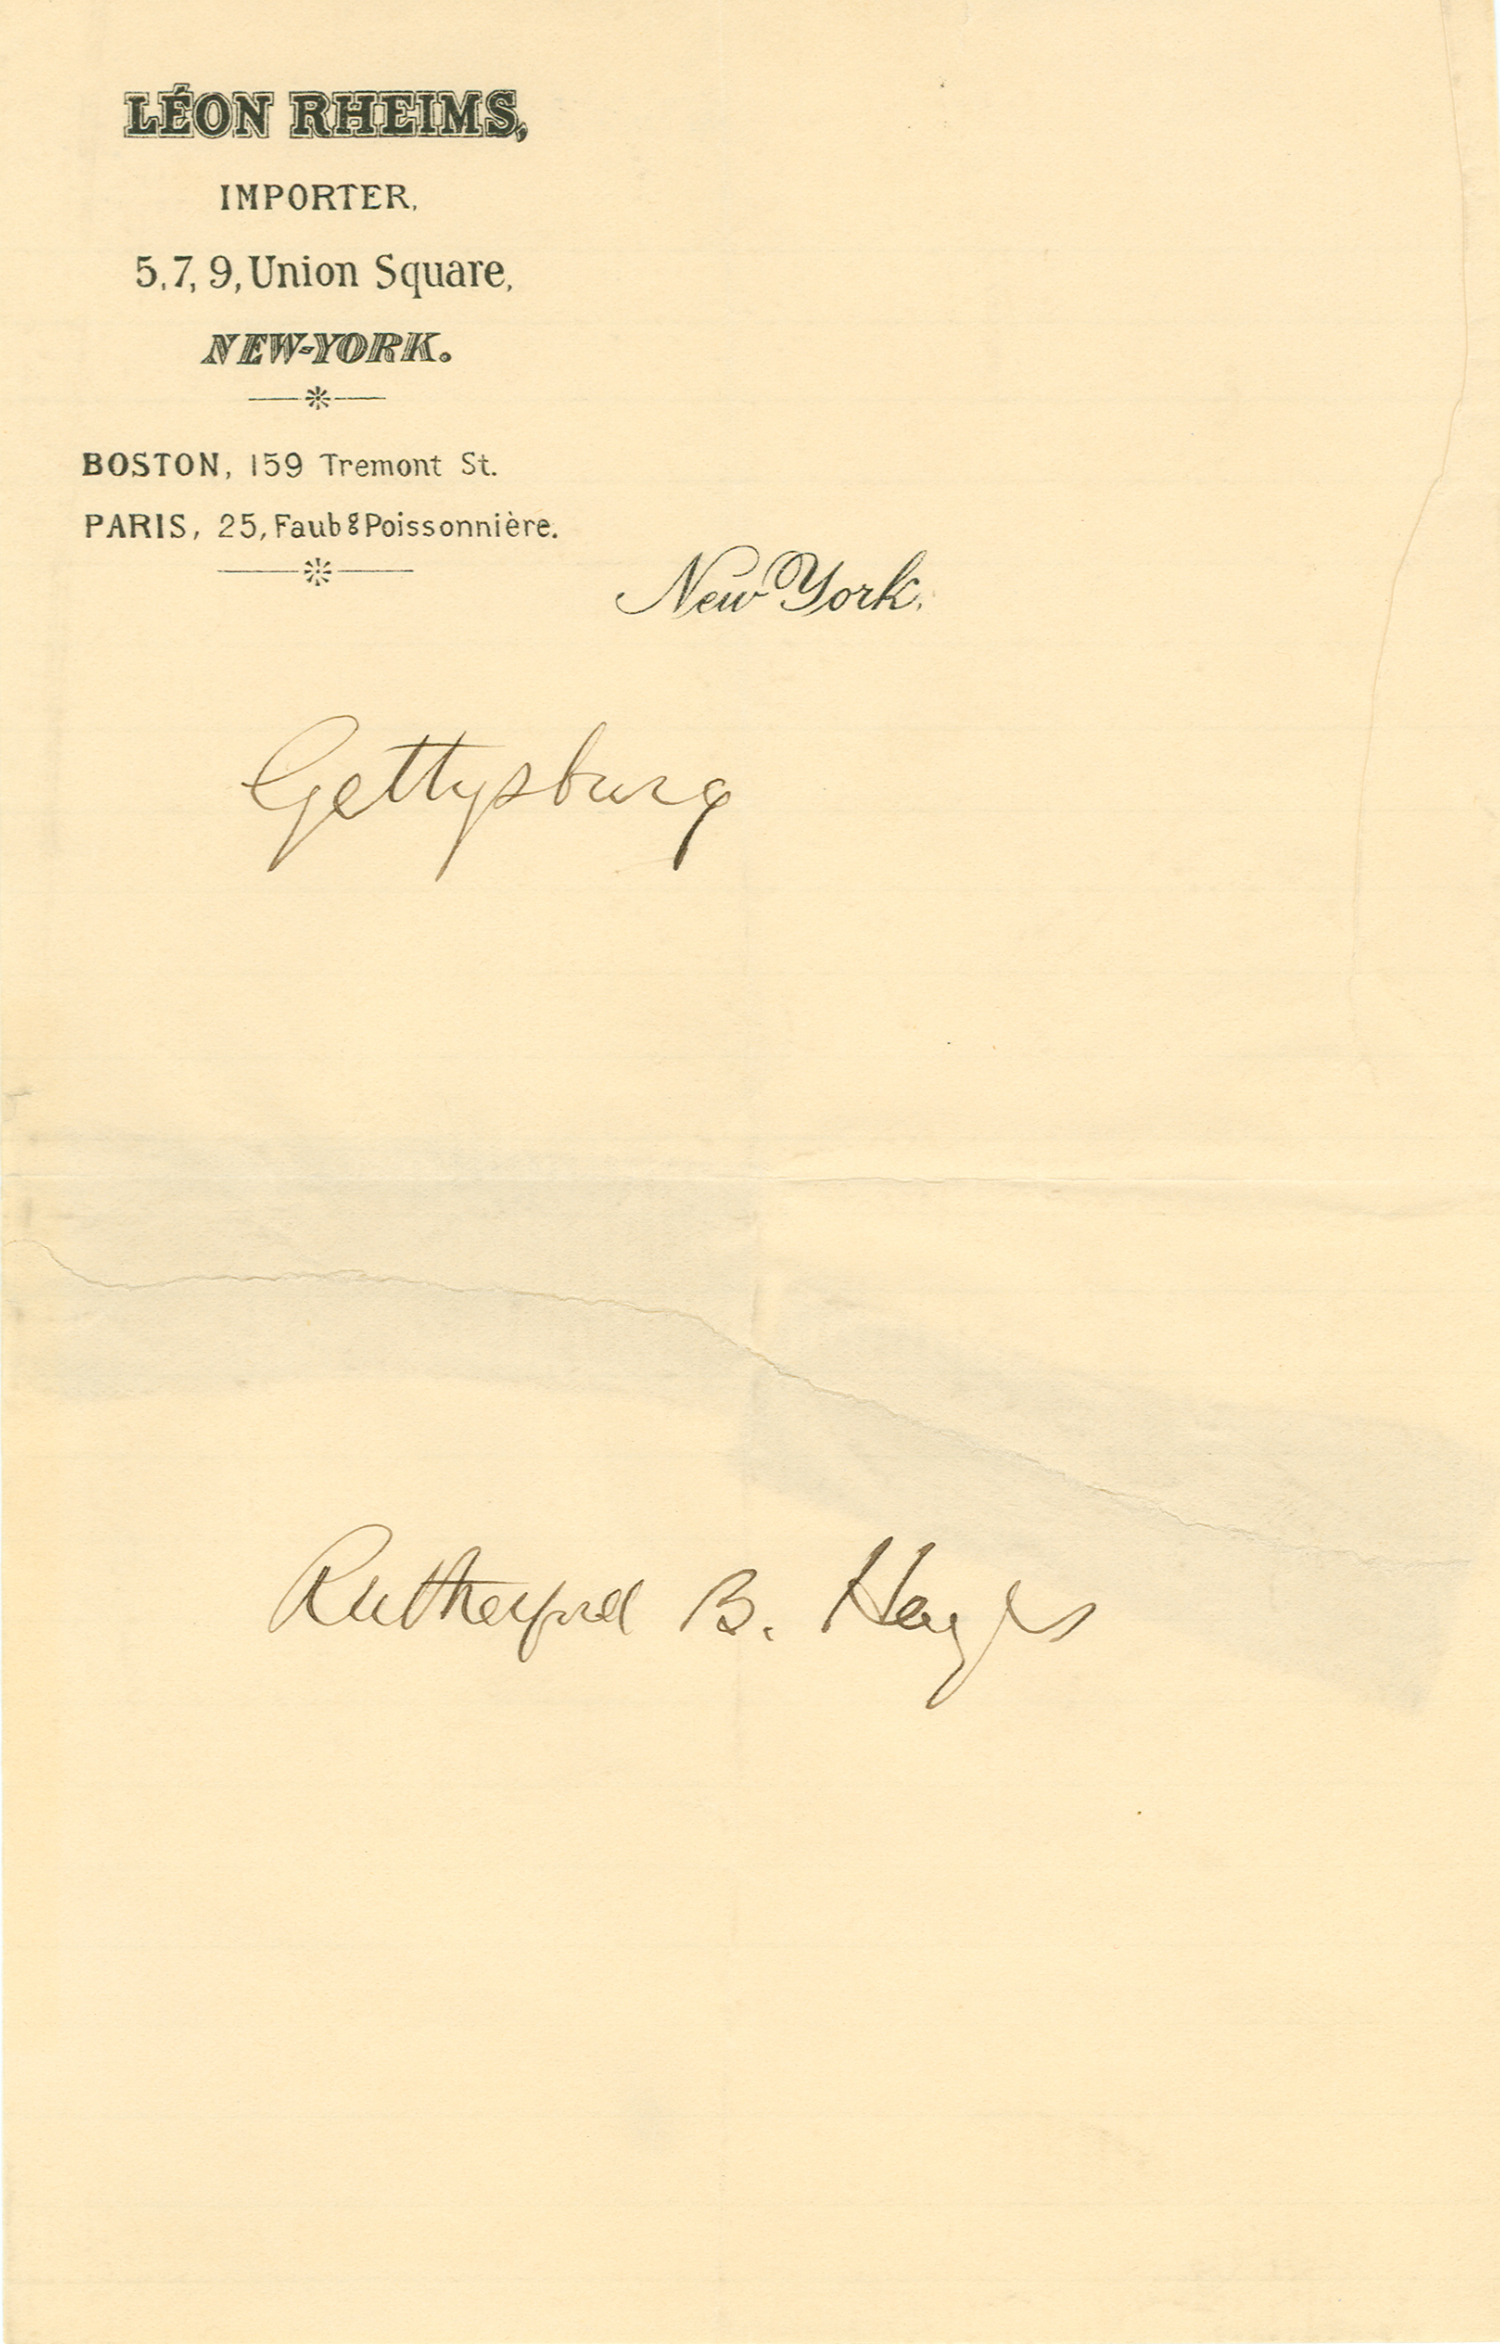 LÉON RHEIMS,
IMPORTER,
5, 7, 9, Union Square,
NEW-YORK.
BOSTON, 159 Tremont St.
PARIS, 25, Faubg Poissonnière.
New York,
Gettysburg
Rutherford B. Hayes